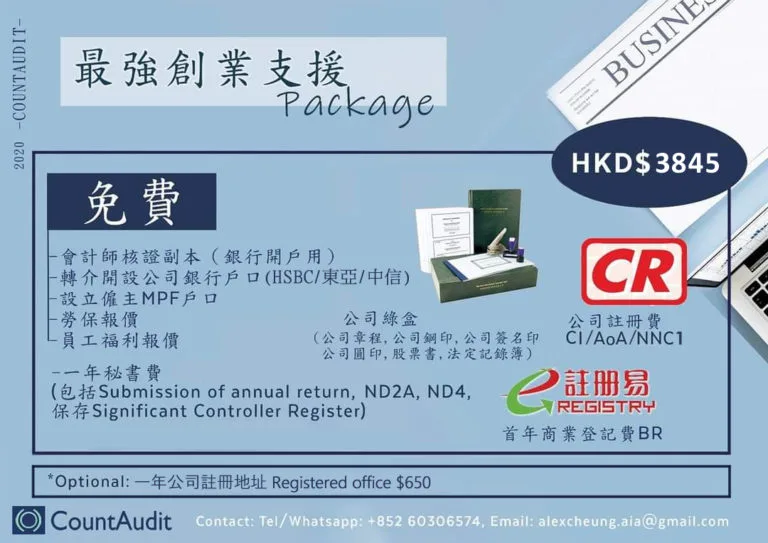 2020 -COUNTAUDIT-
最強創業支援
Package
BUSINE
HKD$3845
免費
-會計師核證副本（銀行開戶用）
-轉介開設公司銀行戶口(HSBC/東亞/中信)
-設立僱主MPF戶口
-勞保報價
-員工福利報價
-一年秘書費
(包括Submission of annual return, ND2A, ND4,
保存Significant Controller Register)
公司綠盒
(公司章程, 公司鋼印, 公司簽名印
公司圓印, 股票書, 法定記錄簿)
CR
公司註冊費
CI/AoA/NNC1
e註冊易
REGISTRY
首年商業登記費BR
*Optional: 一年公司註冊地址 Registered office $650
CountAudit
Contact: Tel/Whatsapp: +852 60306574, Email: alexcheung.aia@gmail.com